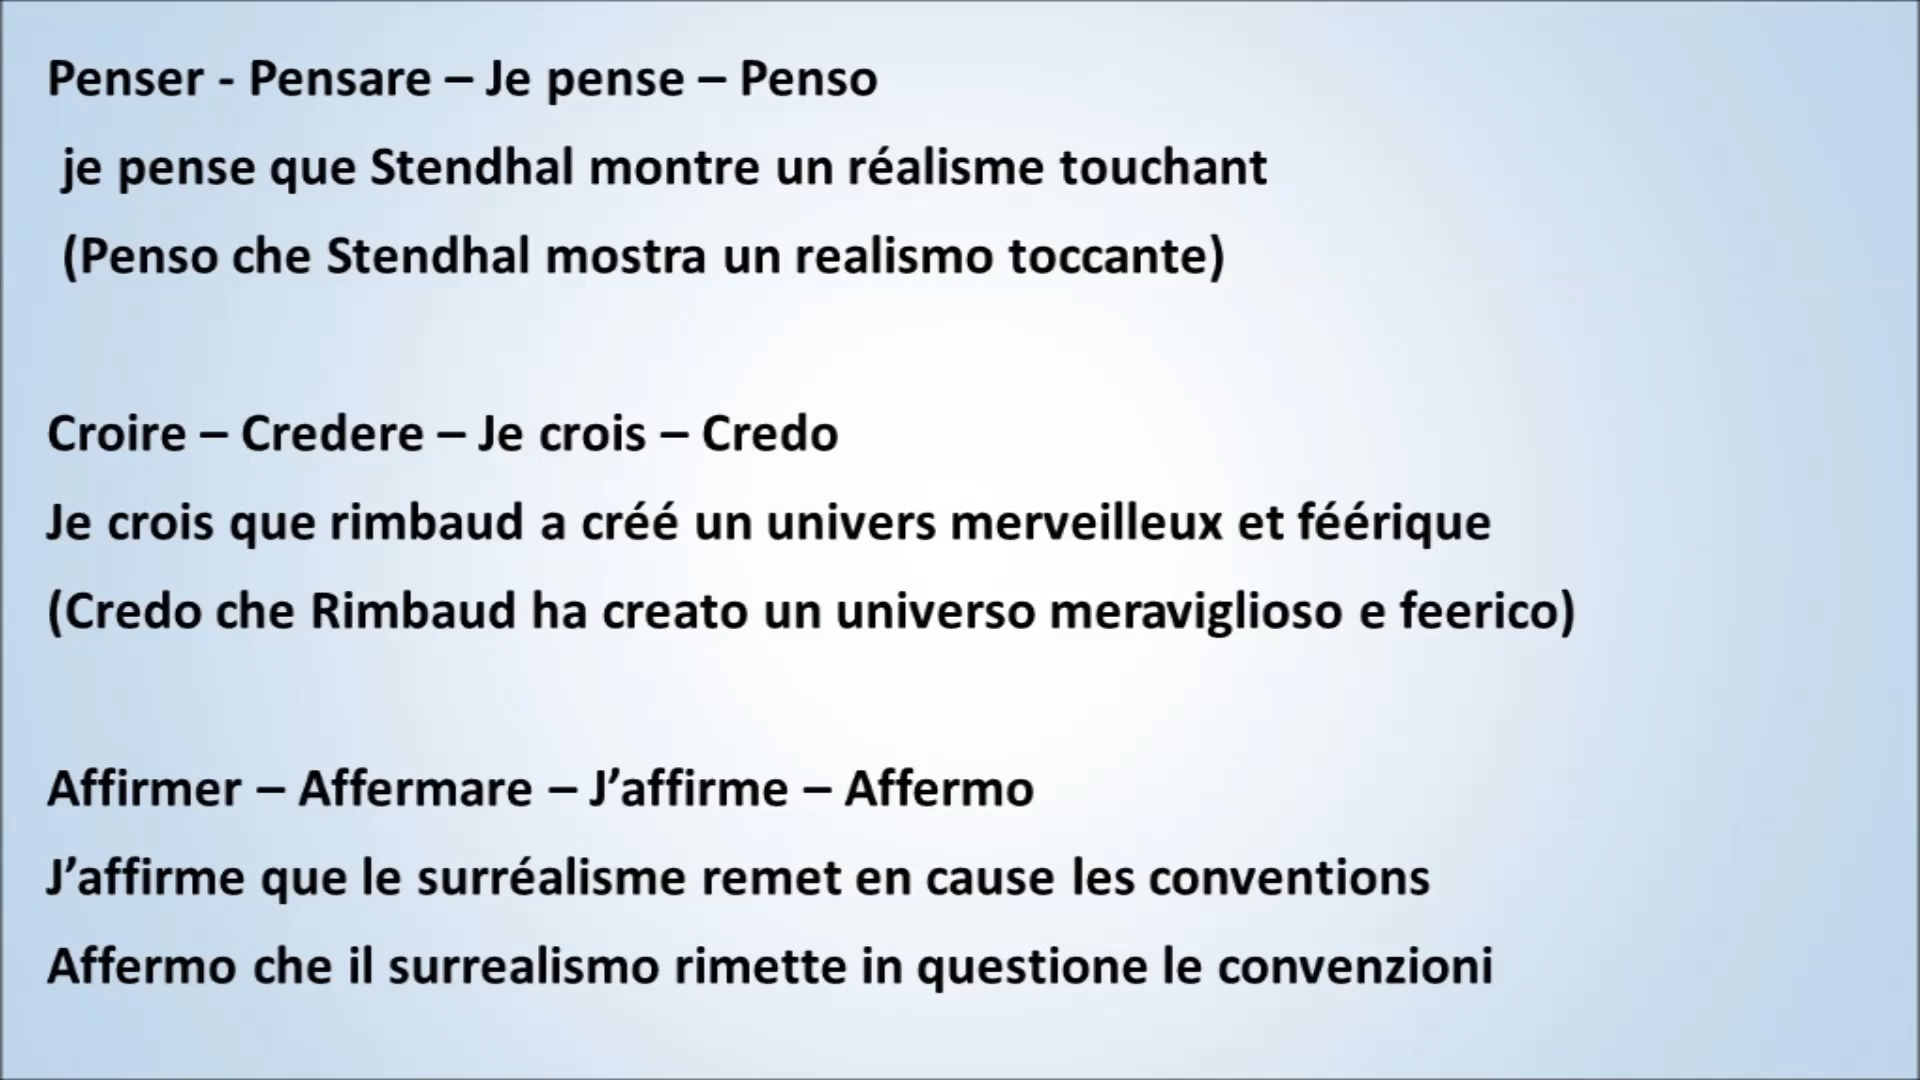 Penser - Pensare – Je pense – Penso
je pense que Stendhal montre un réalisme touchant
(Penso che Stendhal mostra un realismo toccante)
Croire – Credere – Je crois – Credo
Je crois que rimbaud a créé un univers merveilleux et féérique
(Credo che Rimbaud ha creato un universo meraviglioso e feerico)
Affirmer – Affermare – J’affirme – Affermo
J’affirme que le surréalisme remet en cause les conventions
Affermo che il surrealismo rimette in questione le convenzioni